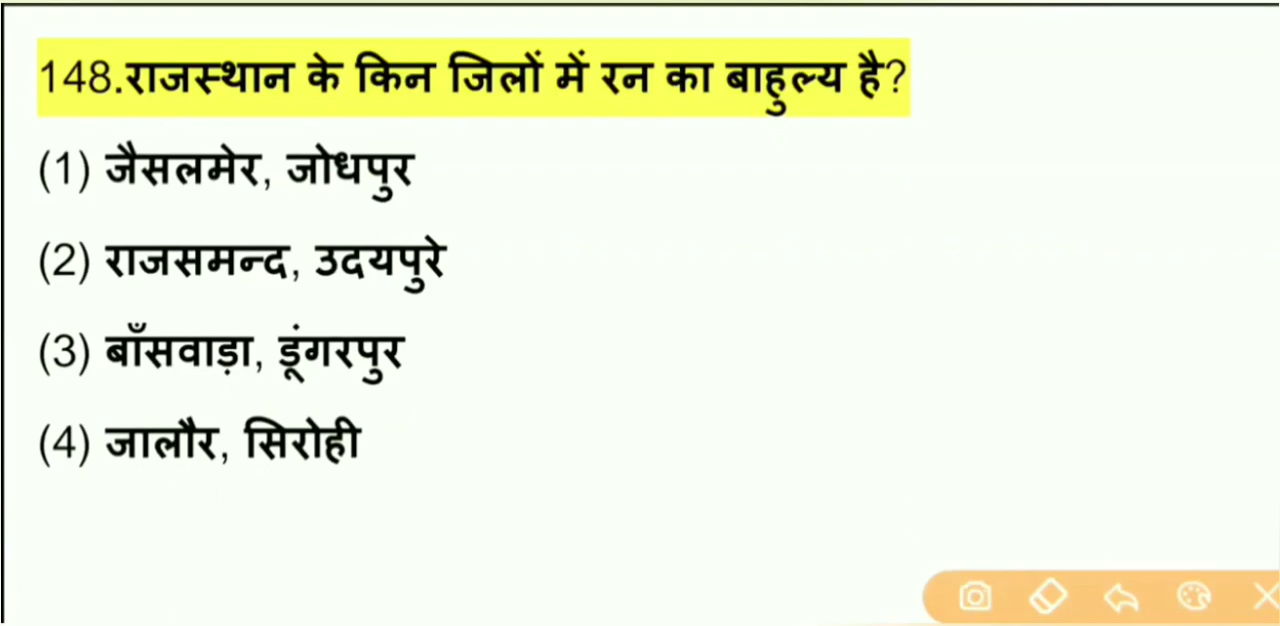 148.राजस्थान के किन जिलों में रन का बाहुल्य है?
(1) जैसलमेर, जोधपुर
(2) राजसमन्द, उदयपुरे
(3) बाँसवाड़ा, डूंगरपुर
(4) जालौर, सिरोही